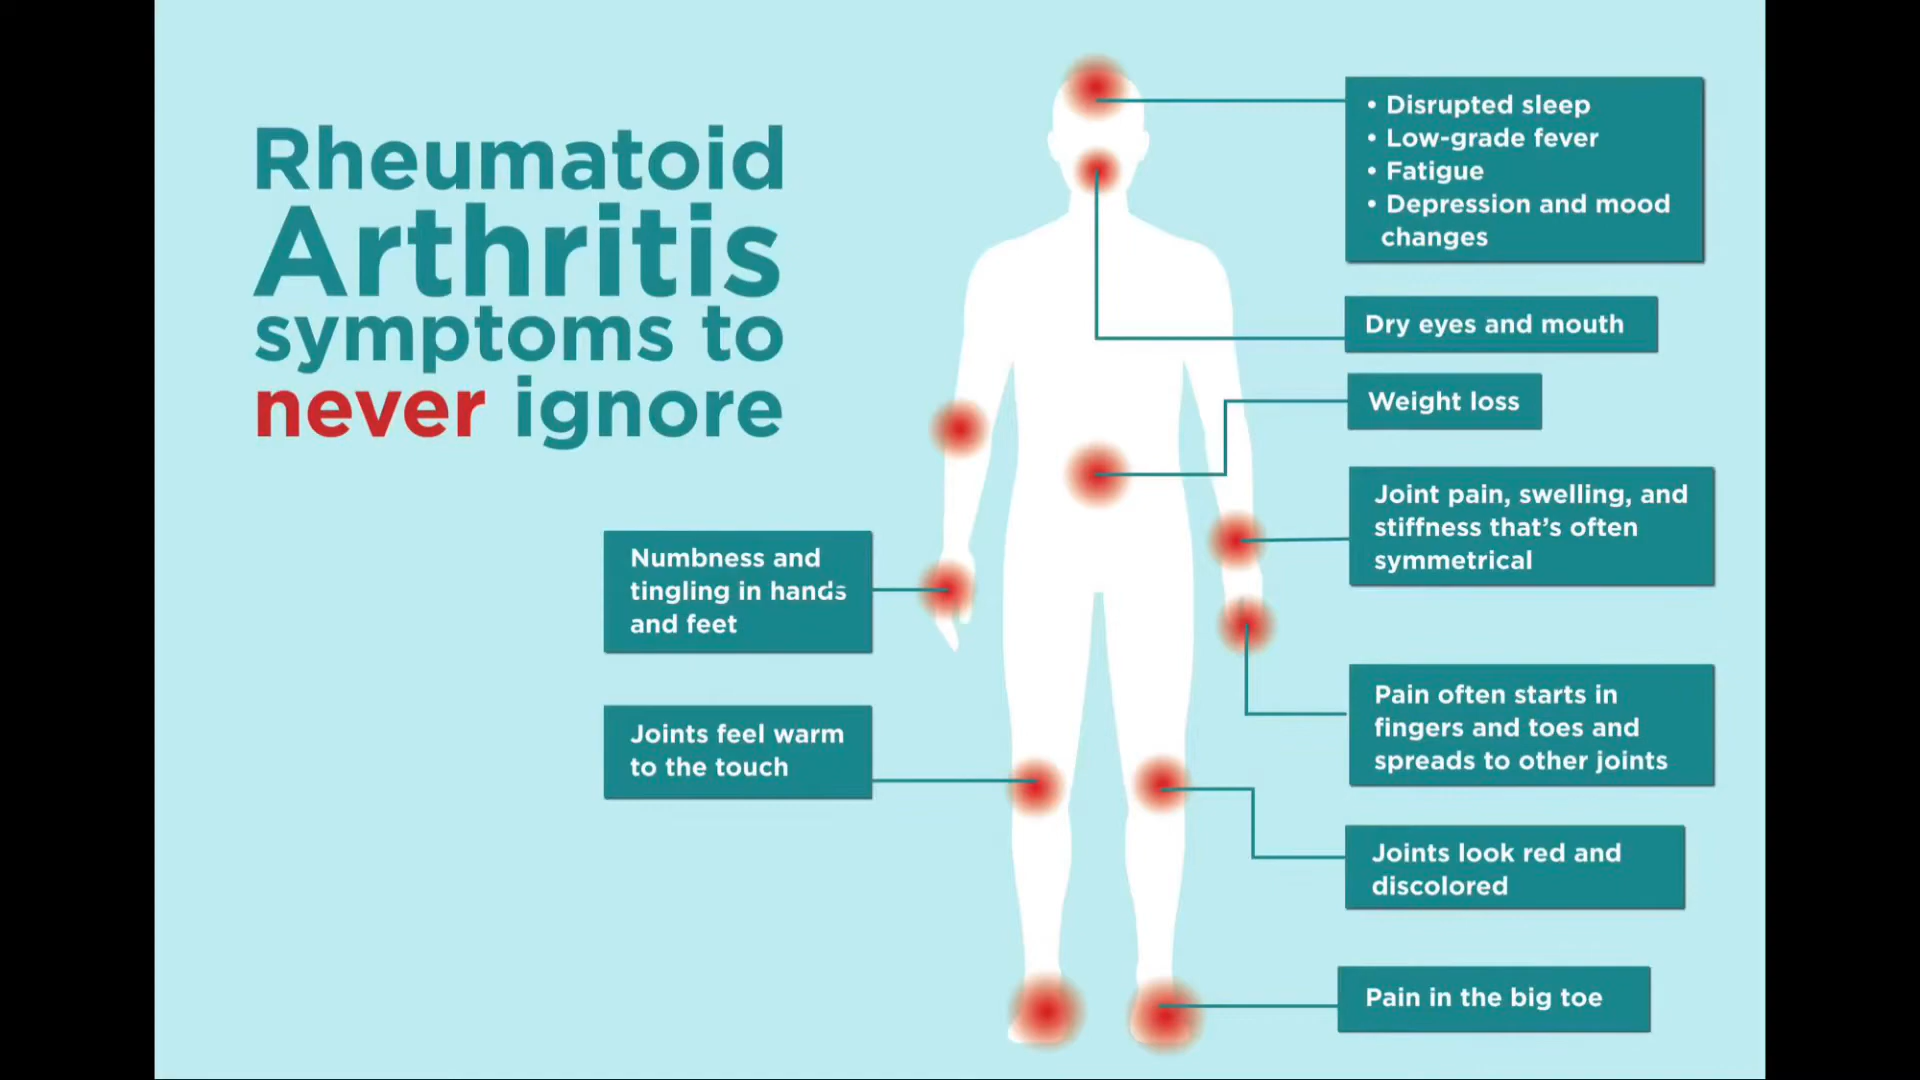 Rheumatoid
Arthritis
symptoms to
never ignore
• Disrupted sleep
• Low-grade fever
• Fatigue
• Depression and mood
changes
Dry eyes and mouth
Weight loss
Joint pain, swelling, and
stiffness that's often
symmetrical
Numbness and
tingling in hands
and feet
Pain often starts in
fingers and toes and
spreads to other joints
Joints feel warm
to the touch
Joints look red and
discolored
Pain in the big toe